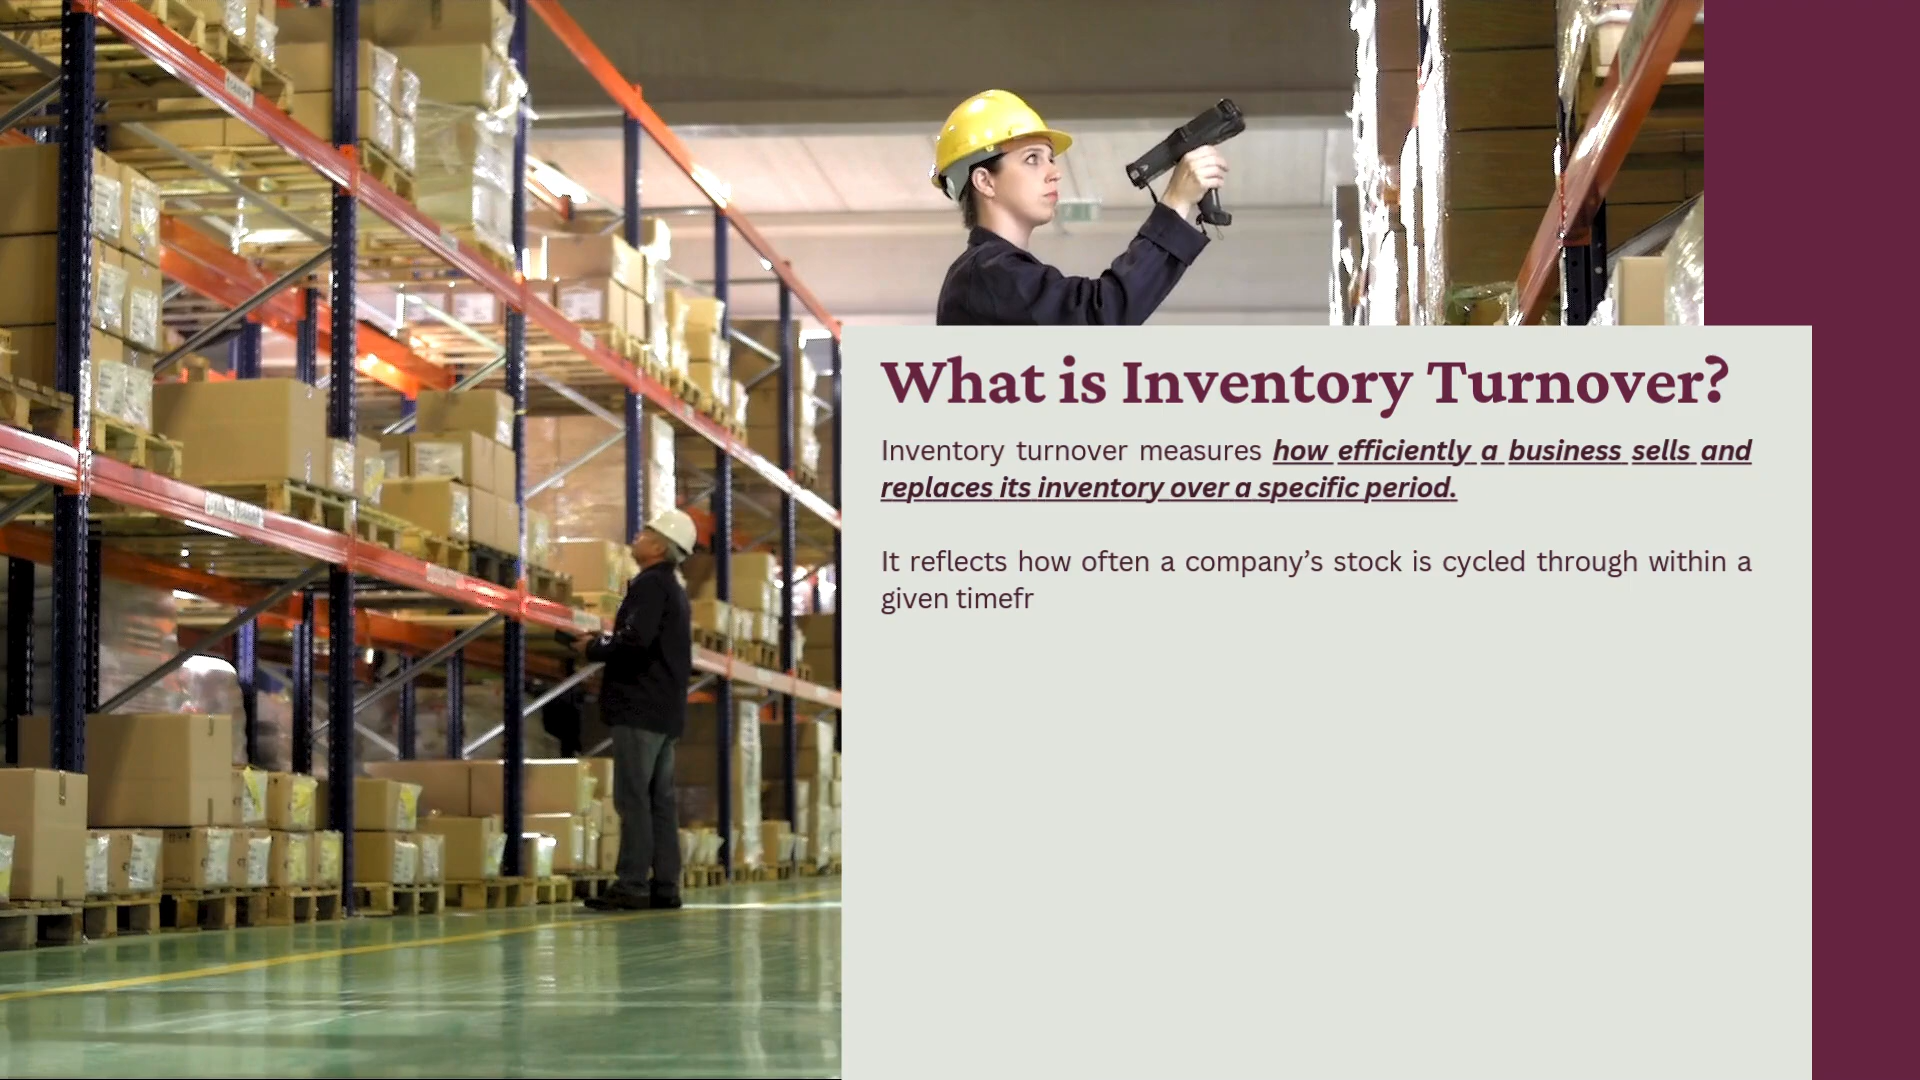 What is Inventory Turnover?
Inventory turnover measures how efficiently a business sells and
replaces its inventory over a specific period.
It reflects how often a company’s stock is cycled through within a
given timefr